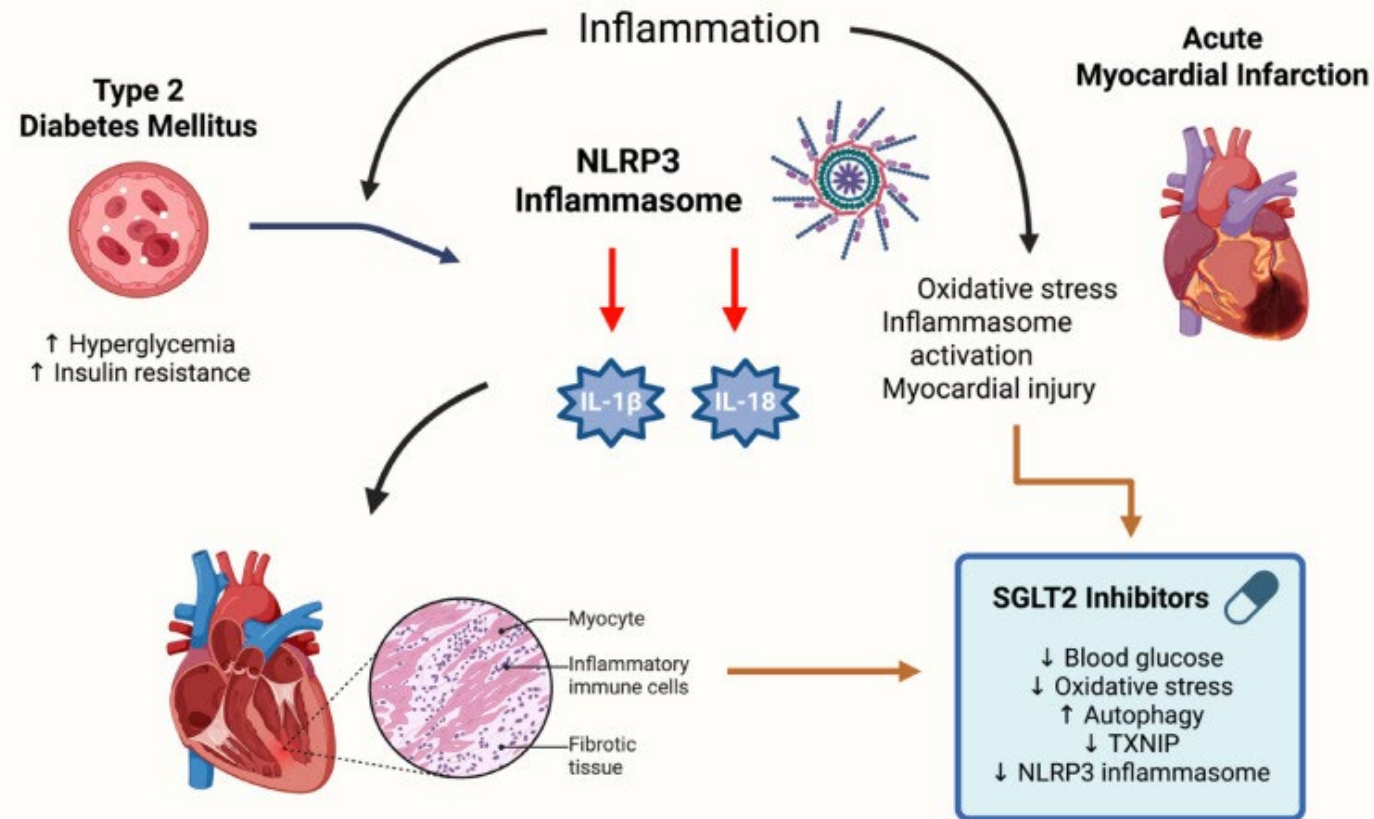 Inflammation
Type 2
Diabetes Mellitus
↑ Hyperglycemia
↑ Insulin resistance
NLRP3
Inflammasome
IL-1β
IL-18
Acute
Myocardial Infarction
Oxidative stress
Inflammasome
activation
Myocardial injury
Myocyte
Inflammatory
immune cells
Fibrotic
tissue
SGLT2 Inhibitors
↓ Blood glucose
↓ Oxidative stress
↑ Autophagy
↓ TXNIP
↓ NLRP3 inflammasome